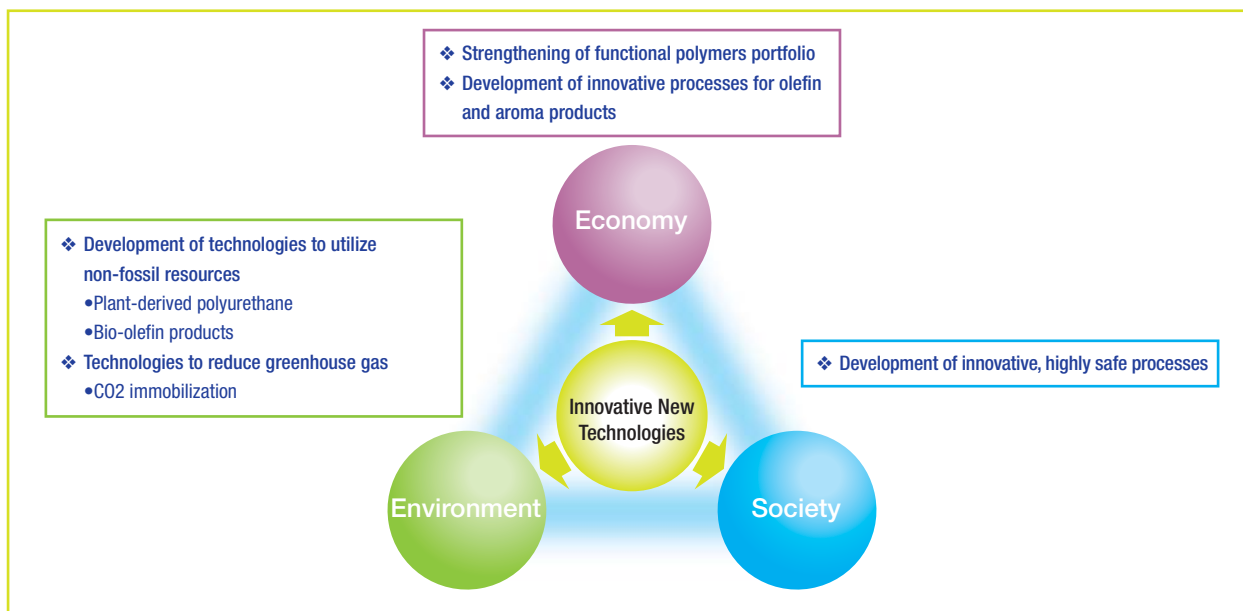 ❖ Strengthening of functional polymers portfolio
❖ Development of innovative processes for olefin
and aroma products
Economy
❖ Development of technologies to utilize
non-fossil resources
•Plant-derived polyurethane
•Bio-olefin products
❖ Technologies to reduce greenhouse gas
•CO2 immobilization
❖ Development of innovative, highly safe processes
Innovative New
Technologies
Environment
Society